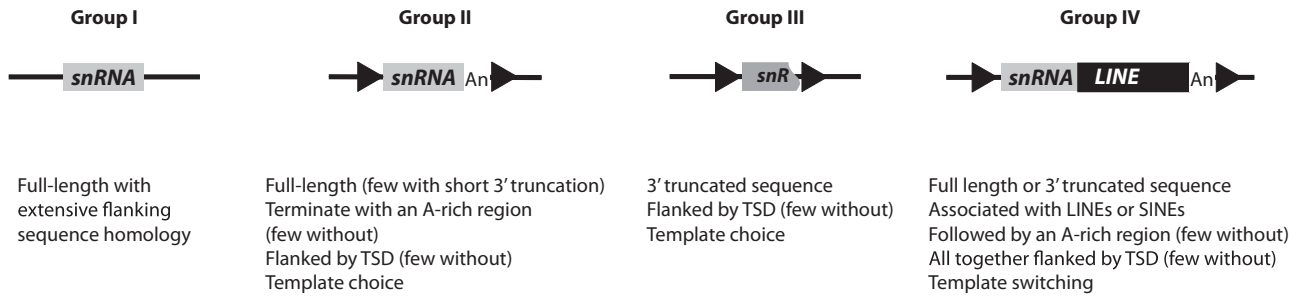 Group I
snRNA
Full-length with
extensive flanking
sequence homology
Group II
snRNA An
Full-length (few with short 3' truncation)
Terminate with an A-rich region
(few without)
Flanked by TSD (few without)
Template choice
Group III
snR
3' truncated sequence
Flanked by TSD (few without)
Template choice
Group IV
snRNA LINE An
Full length or 3' truncated sequence
Associated with LINEs or SINEs
Followed by an A-rich region (few without)
All together flanked by TSD (few without)
Template switching